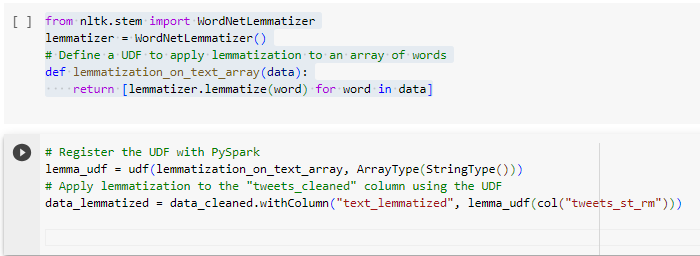 [ ] from nltk.stem import WordNetLemmatizer
lemmatizer = WordNetLemmatizer()
# Define a UDF to apply lemmatization to an array of words
def lemmatization_on_text_array(data):
    return [lemmatizer.lemmatize(word) for word in data]
# Register the UDF with PySpark
lemma_udf = udf(lemmatization_on_text_array, ArrayType(StringType()))
# Apply lemmatization to the "tweets_cleaned" column using the UDF
data_lemmatized = data_cleaned.withColumn("text_lemmatized", lemma_udf(col("tweets_st_rm")))